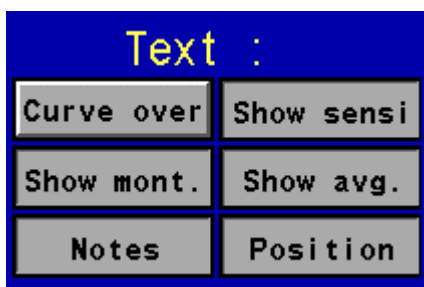 Text :
Curve over Show sensi
Show mont. Show avg.
Notes Position